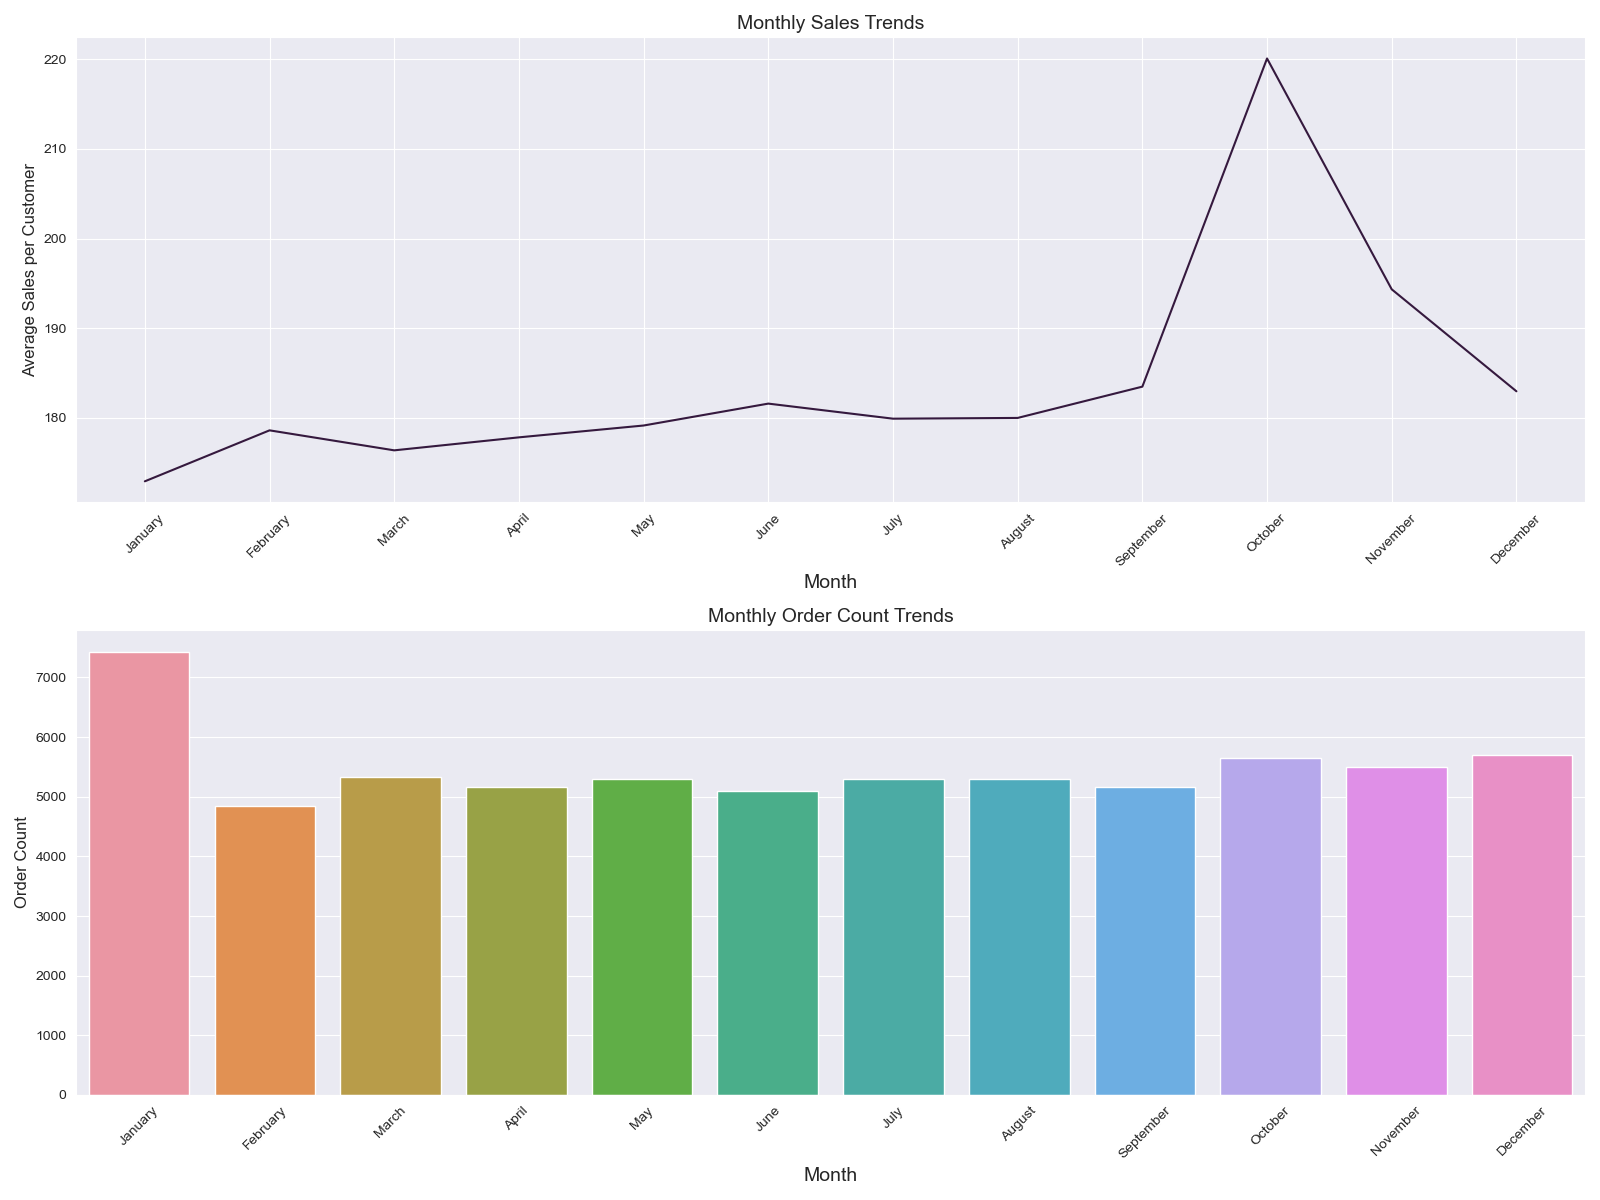 Monthly Sales Trends
220
210
200
190
180
Average Sales per Customer
January
February
March
April
May
June
July
August
September
October
November
December
Month
Monthly Order Count Trends
7000
6000
5000
4000
3000
2000
1000
0
Order Count
January
February
March
April
May
June
July
August
September
October
November
December
Month